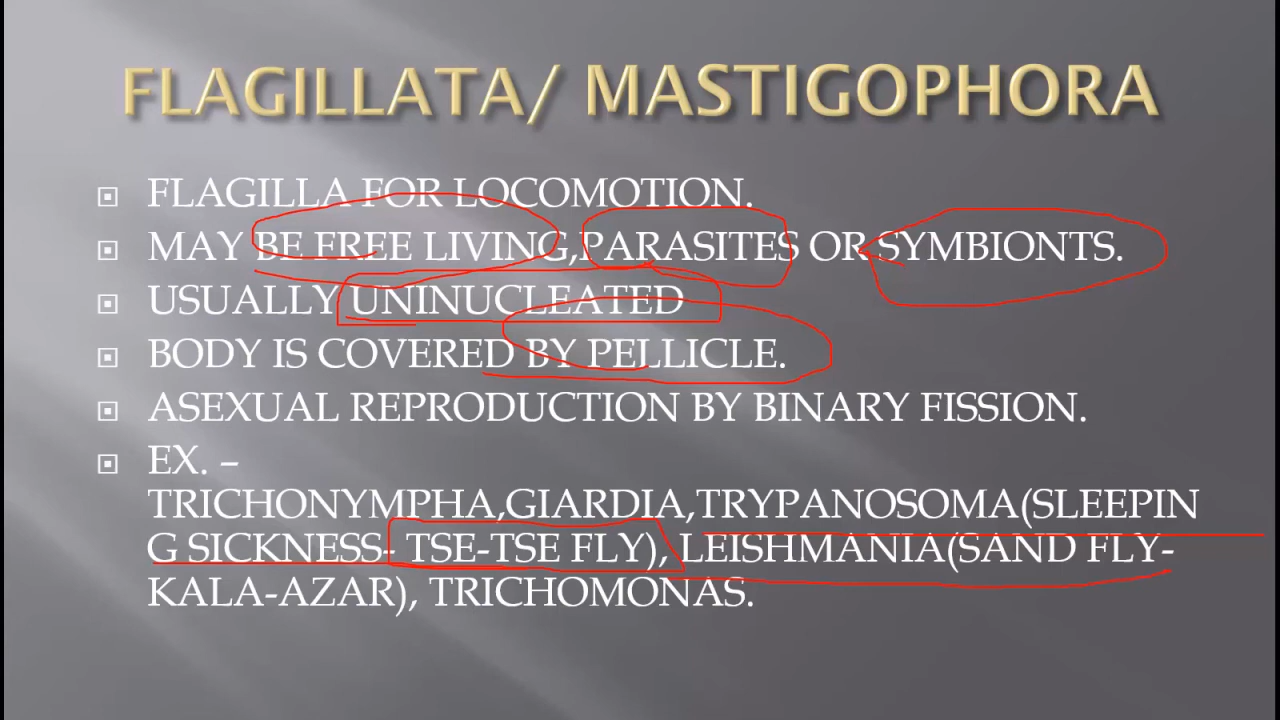 FLAGILLATA/ MASTIGOPHORA
FLAGILLA FOR LOCOMOTION.
MAY BE FREE LIVING,PARASITES OR SYMBIONTS.
USUALLY UNINUCLEATED
BODY IS COVERED BY PELLICLE.
ASEXUAL REPRODUCTION BY BINARY FISSION.
EX. –
TRICHONYMPHA,GIARDIA,TRYPANOSOMA(SLEEPIN
G SICKNESS- TSE-TSE FLY), LEISHMANIA(SAND FLY-
KALA-AZAR), TRICHOMONAS.